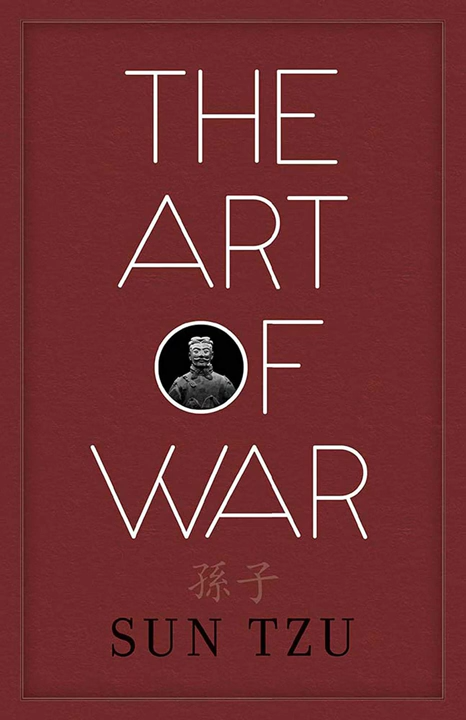 THE
ART
OF
WAR
孫子
SUN TZU